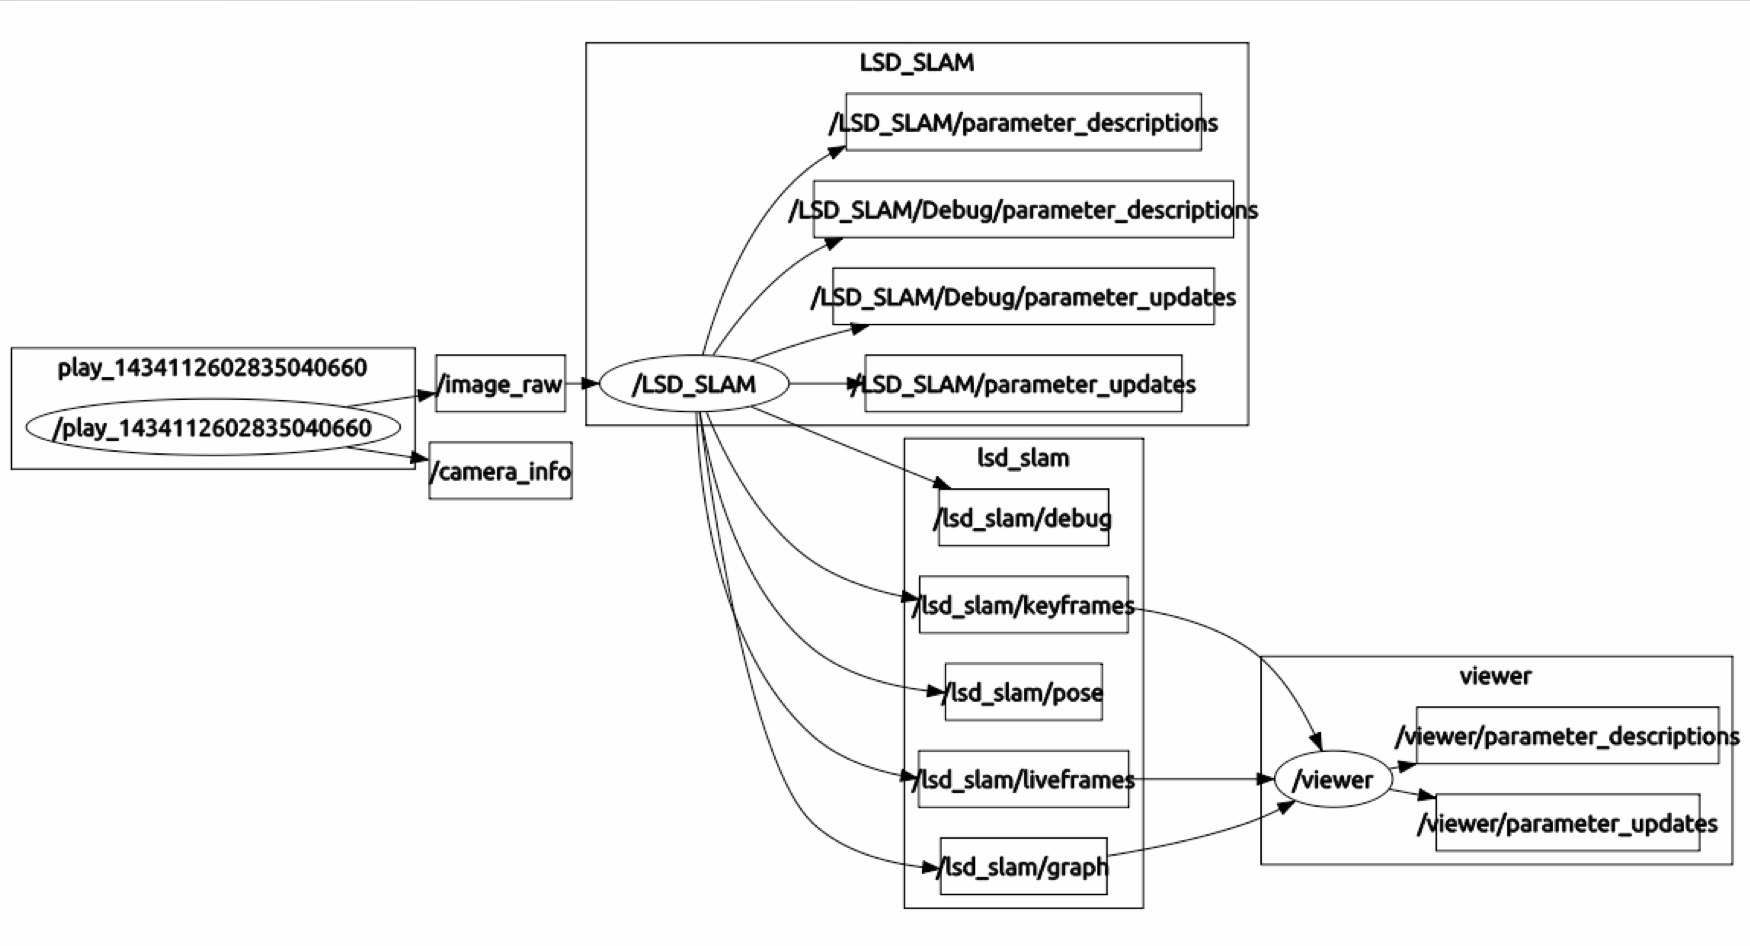 LSD_SLAM
/LSD_SLAM/parameter_descriptions
/LSD_SLAM/Debug/parameter_descriptions
/LSD_SLAM/Debug/parameter_updates
play_1434112602835040660
/image_raw
/LSD_SLAM
/LSD_SLAM/parameter_updates
/play_1434112602835040660
/camera_info
lsd_slam
/lsd_slam/debug
/lsd_slam/keyframes
/lsd_slam/pose
/lsd_slam/liveframes
/lsd_slam/graph
viewer
/viewer/parameter_descriptions
/viewer
/viewer/parameter_updates